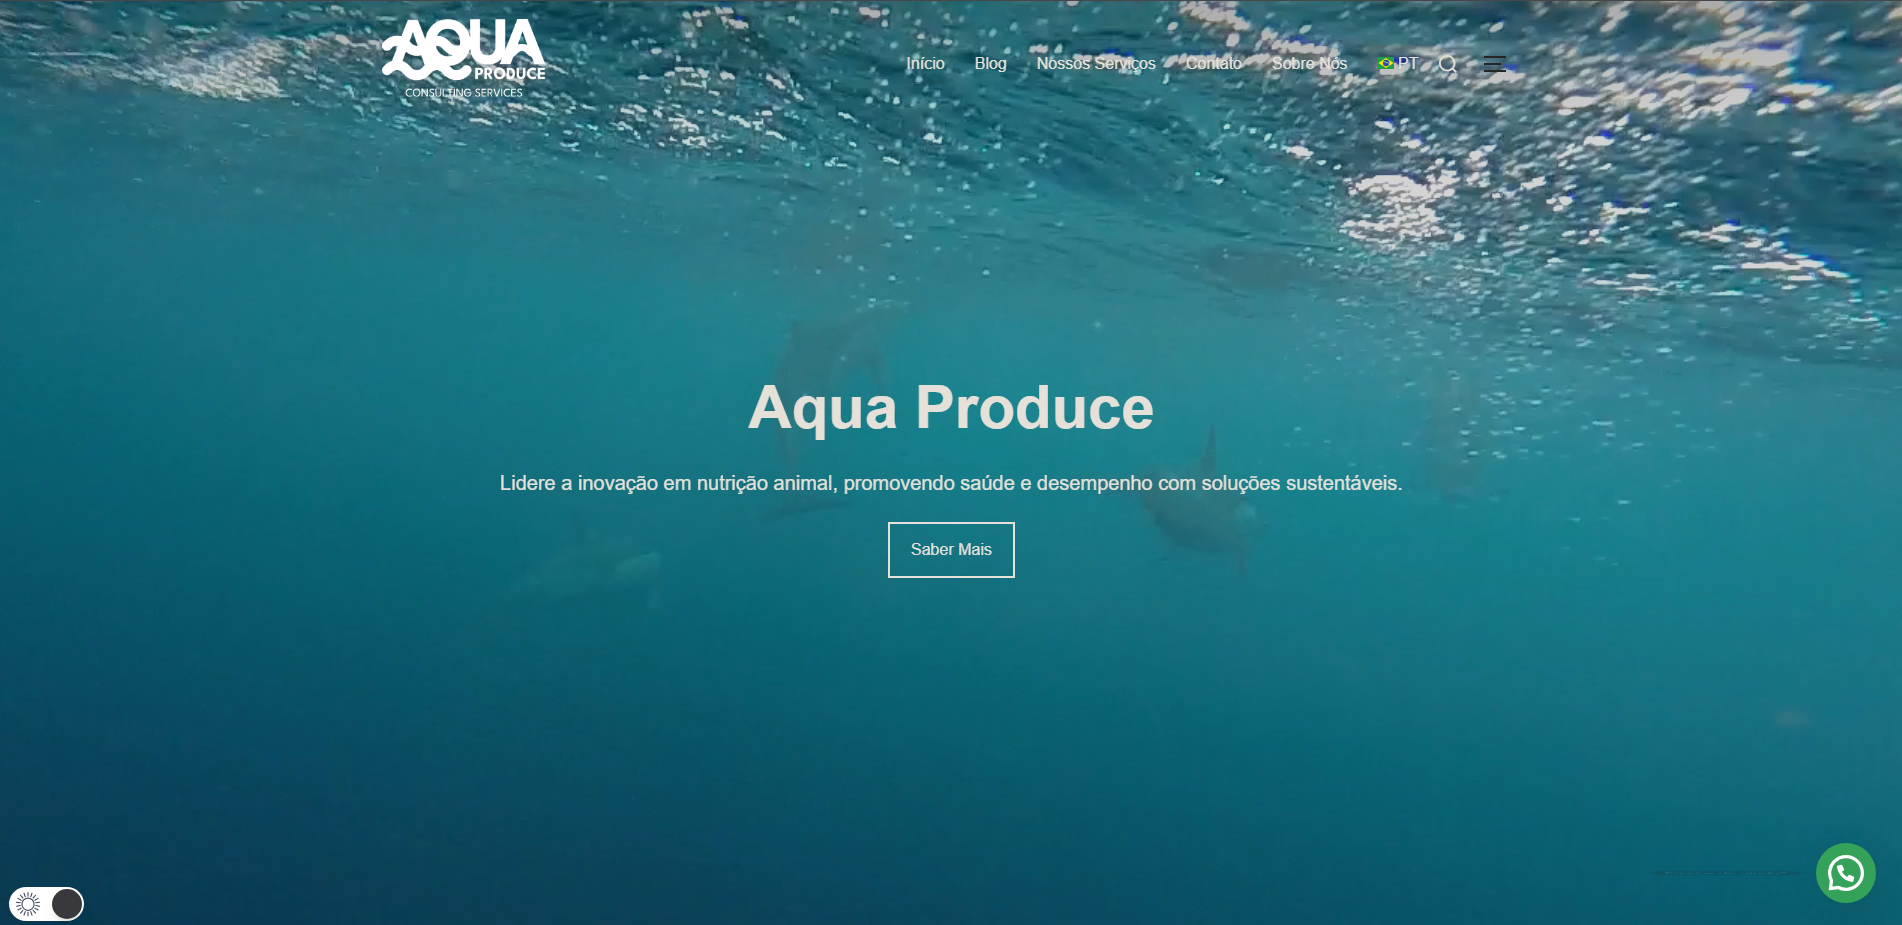 AQUA
PRODUCE
CONSULTING SERVICES
Início Blog Nossos Serviços Contato Sobre Nós PT
Aqua Produce
Lidere a inovação em nutrição animal, promovendo saúde e desempenho com soluções sustentáveis.
Saber Mais